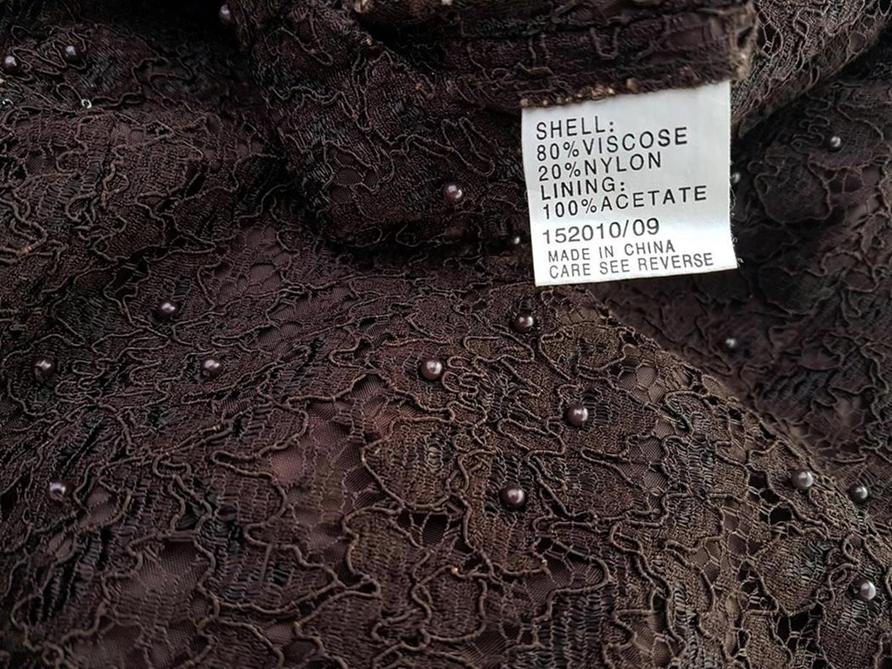 SHELL:
80%VISCOSE
20%NYLON
LINING:
100%ACETATE
152010/09
MADE IN CHINA
CARE SEE REVERSE